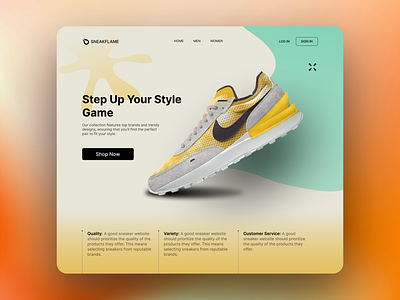 SNEAKFLAME
HOME MEN WOMEN
LOG IN SIGN IN
Step Up Your Style
Game
Our collection features top brands and trendy
designs, ensuring that you'll find the perfect
pair to fit your style.
Shop Now
Quality: A good sneaker website
should prioritize the quality of the
products they offer. This means
selecting sneakers from reputable
brands.
Variety: A good sneaker website
should prioritize the quality of the
products they offer. This means
selecting sneakers from reputable
brands.
Customer Service: A good
sneaker website should prioritize
the quality of the products they
offer.